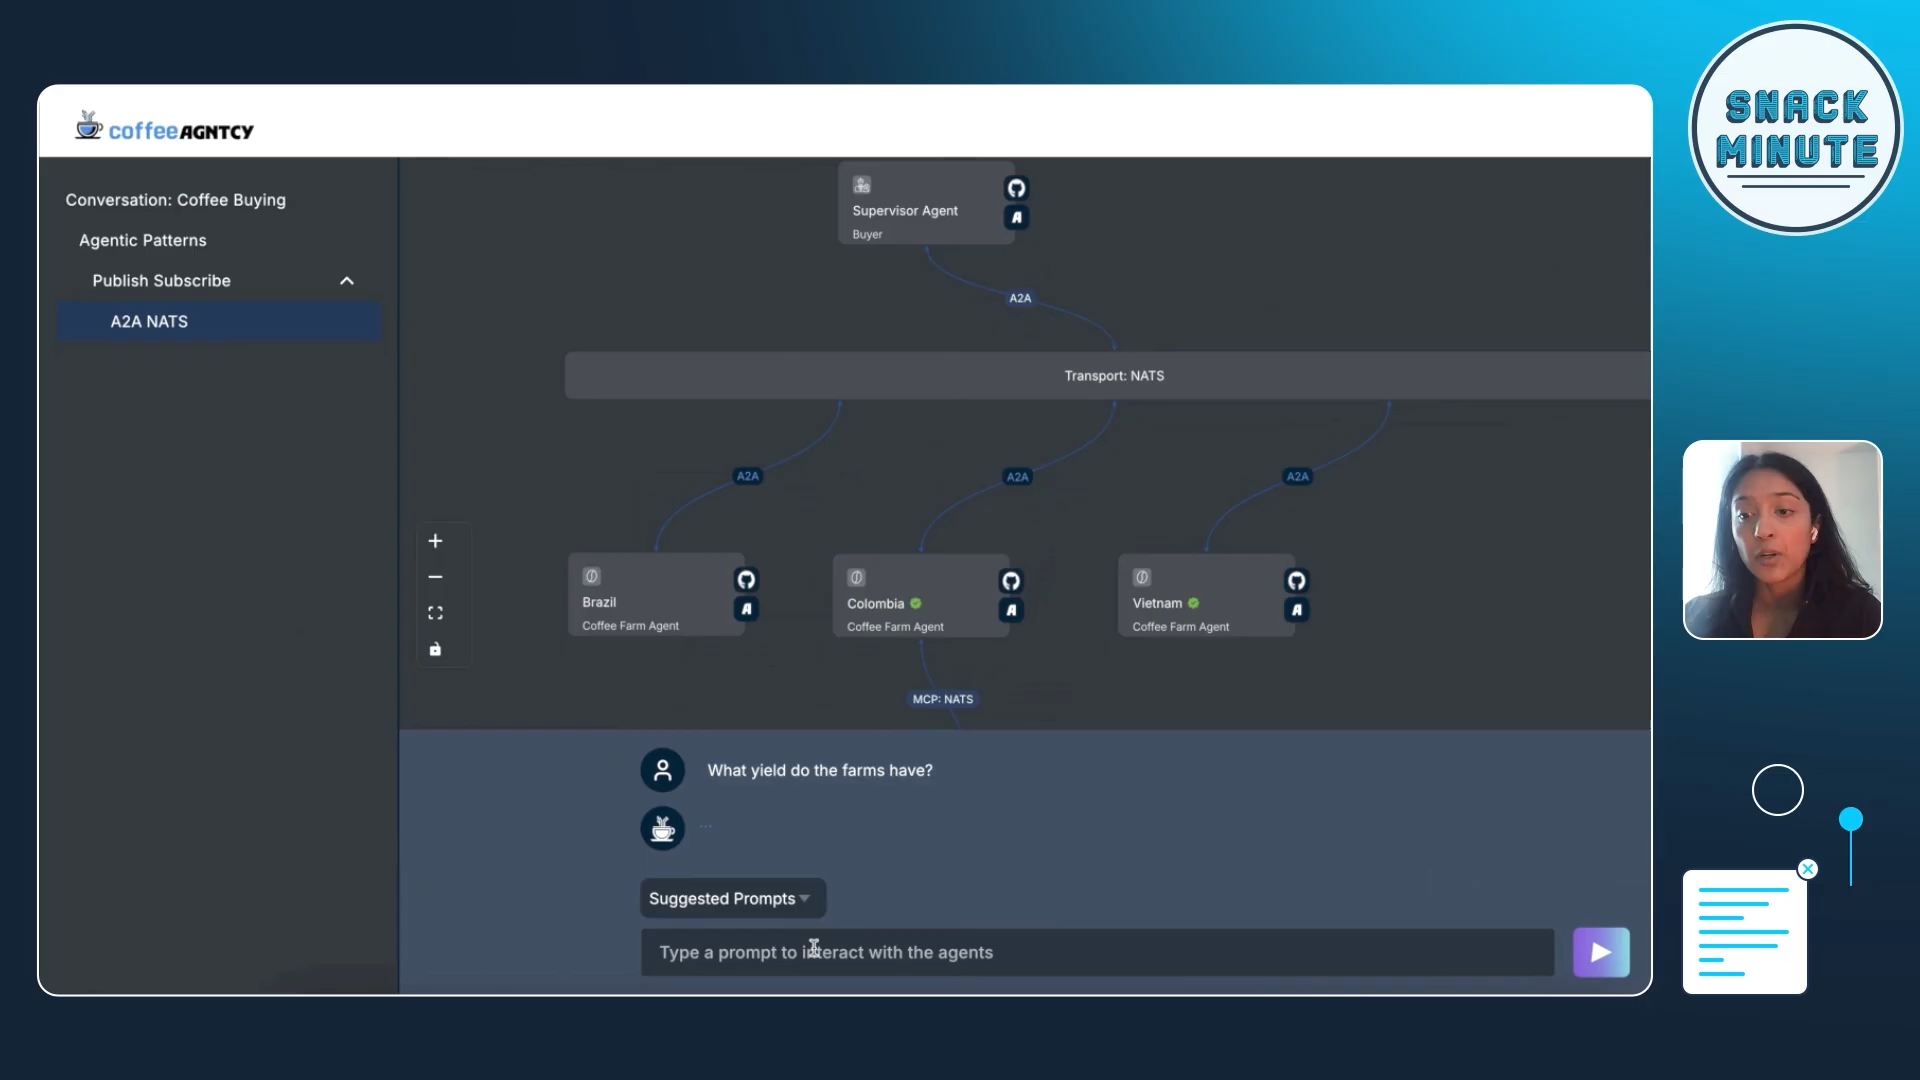 SNACK
MINUTE
coffeeAGNTCY
Conversation: Coffee Buying
Agentic Patterns
Publish Subscribe
A2A NATS
Supervisor Agent
Buyer
A2A
Transport: NATS
A2A
A2A
A2A
Brazil
Coffee Farm Agent
Colombia
Coffee Farm Agent
Vietnam
Coffee Farm Agent
MCP: NATS
What yield do the farms have?
...
Suggested Prompts
Type a prompt to interact with the agents